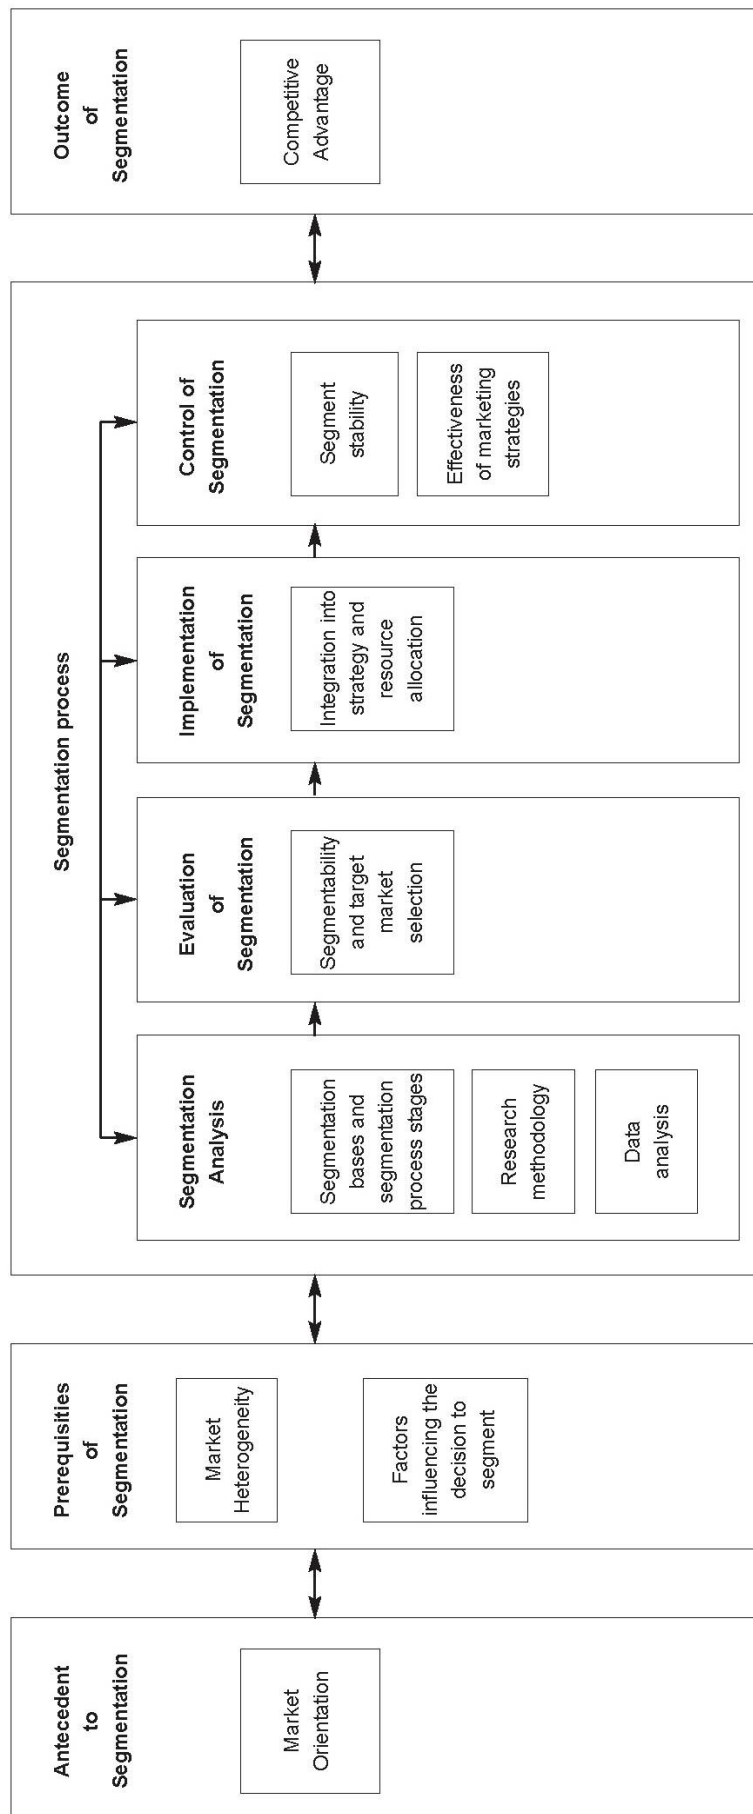 Antecedent
to
Segmentation
Market
Orientation
Prerequisities
of
Segmentation
Market
Heterogeneity
Factors
influencing the
decision to
segment
Segmentation process
Segmentation
Analysis
Segmentation
bases and
segmentation
process stages
Research
methodology
Data
analysis
Evaluation
of
Segmentation
Segmentability
and target
market
selection
Implementation
of
Segmentation
Integration into
strategy and
resource
allocation
Control of
Segmentation
Segment
stability
Effectiveness
of marketing
strategies
Outcome
of
Segmentation
Competitive
Advantage